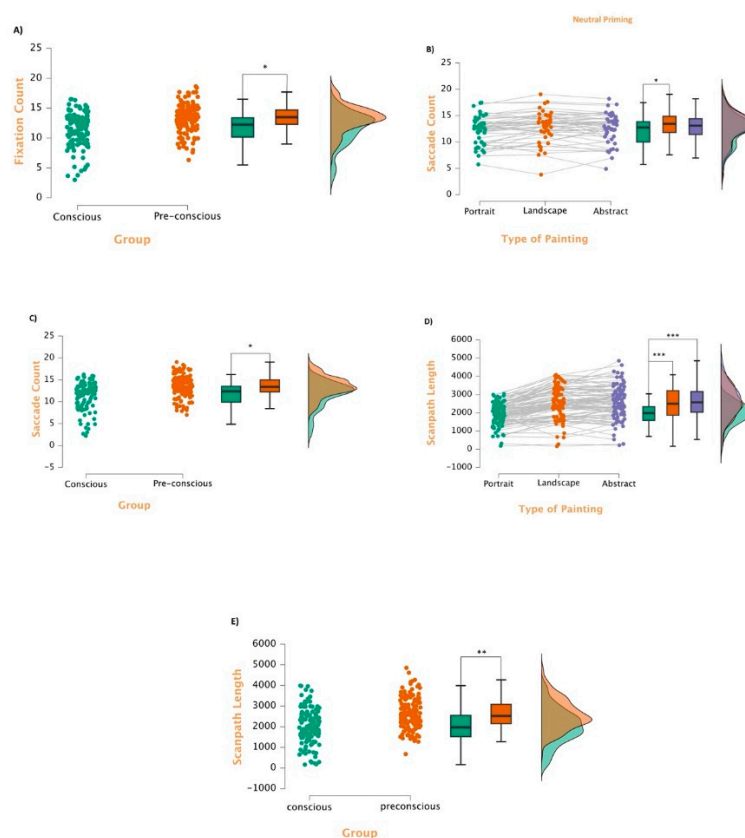 A)
*
25
20
15
10
5
0
Fixation Count
Conscious
Pre-conscious
Group
Neutral Priming
B)
*
25
20
15
10
5
0
Saccade Count
Portrait
Landscape
Abstract
Type of Painting
C)
*
25
20
15
10
5
0
−5
Saccade Count
Conscious
Pre-conscious
Group
D)
***
***
6000
5000
4000
3000
2000
1000
0
−1000
Scanpath Length
Portrait
Landscape
Abstract
Type of Painting
E)
**
6000
5000
4000
3000
2000
1000
0
−1000
Scanpath Length
conscious
preconscious
Group